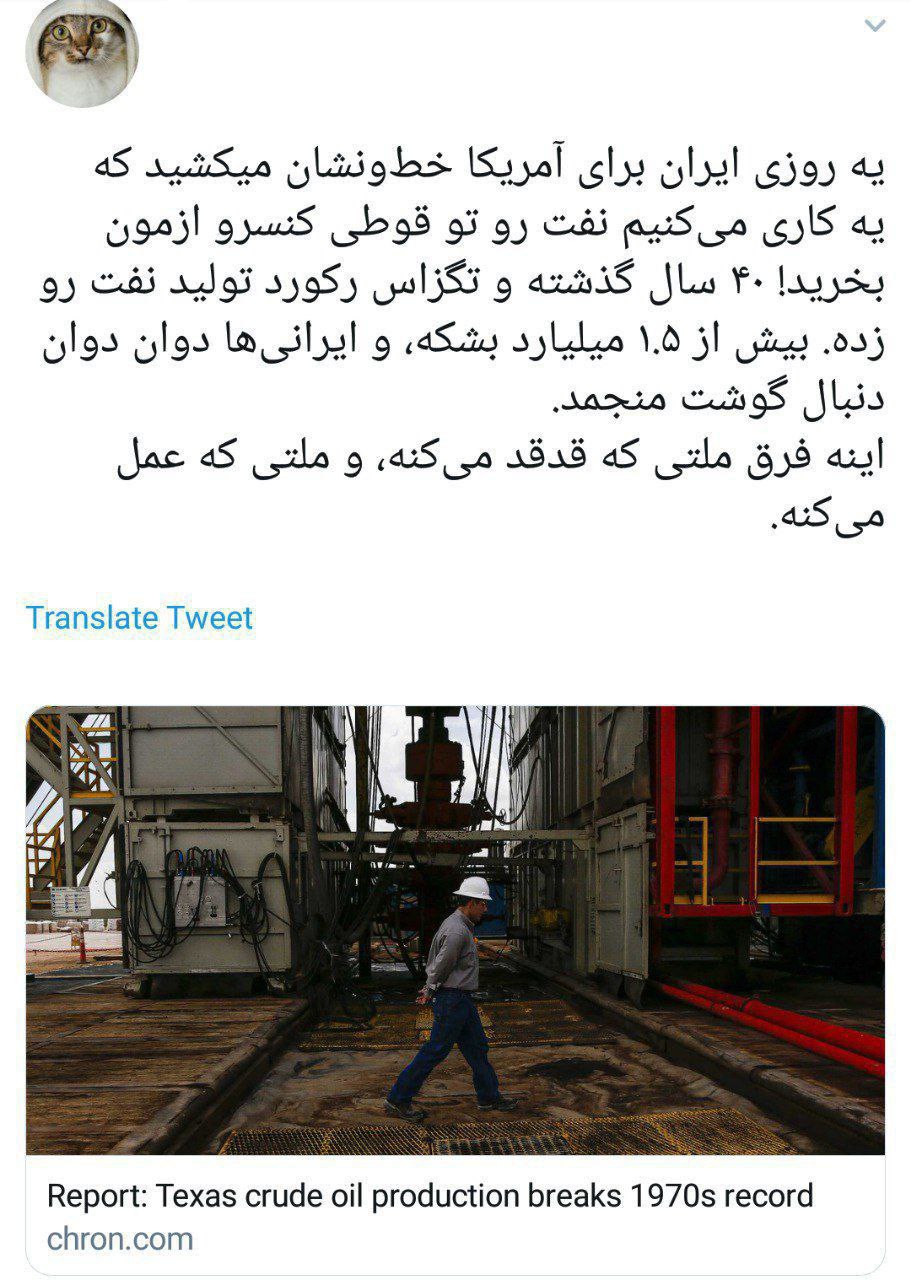 یه روزی ایران برای آمریکا خط‌ونشان میکشید که
یه کاری می‌کنیم نفت رو تو قوطی کنسرو ازمون
بخرید! ۴۰ سال گذشته و تگزاس رکورد تولید نفت رو
زده. بیش از ۱.۵ میلیارد بشکه، و ایرانی‌ها دوان دوان
دنبال گوشت منجمد.
اینه فرق ملتی که قدقد می‌کنه، و ملتی که عمل
می‌کنه.
Translate Tweet
Report: Texas crude oil production breaks 1970s record
chron.com